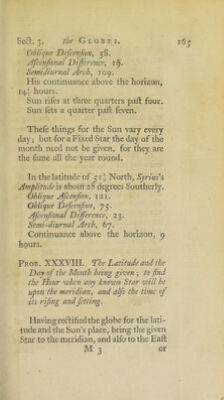 Sect. 3. the GLOBES. 165
Oblique Descension, 58.
Ascensional Difference, 19.
Semidiurnal Arch, 109.
His continuance above the horizon,
14½ hours.
Sun rises at three quarters past four.
Sun sets a quarter past seven.
These things for the Sun vary every
day; but for a Fixed Star the day of the
month need not be given, for they are
the same all the year round.
In the latitude of 51½ North, Syrius's
Amplitude is about 28 degrees Southerly.
Oblique Ascension, 121.
Oblique Descension, 75.
Ascensional Difference, 23.
Semi-diurnal Arch, 67.
Continuance above the horizon, 9
hours.
PROB. XXXVIII. The Latitude and the
Day of the Month being given; to find
the Hour when any known Star will be
upon the meridian, and also the time of
its rising and setting.
Having rectified the globe for the lati-
tude and the Sun's place, bring the given
Star to the meridian, and also to the East
M 3 or